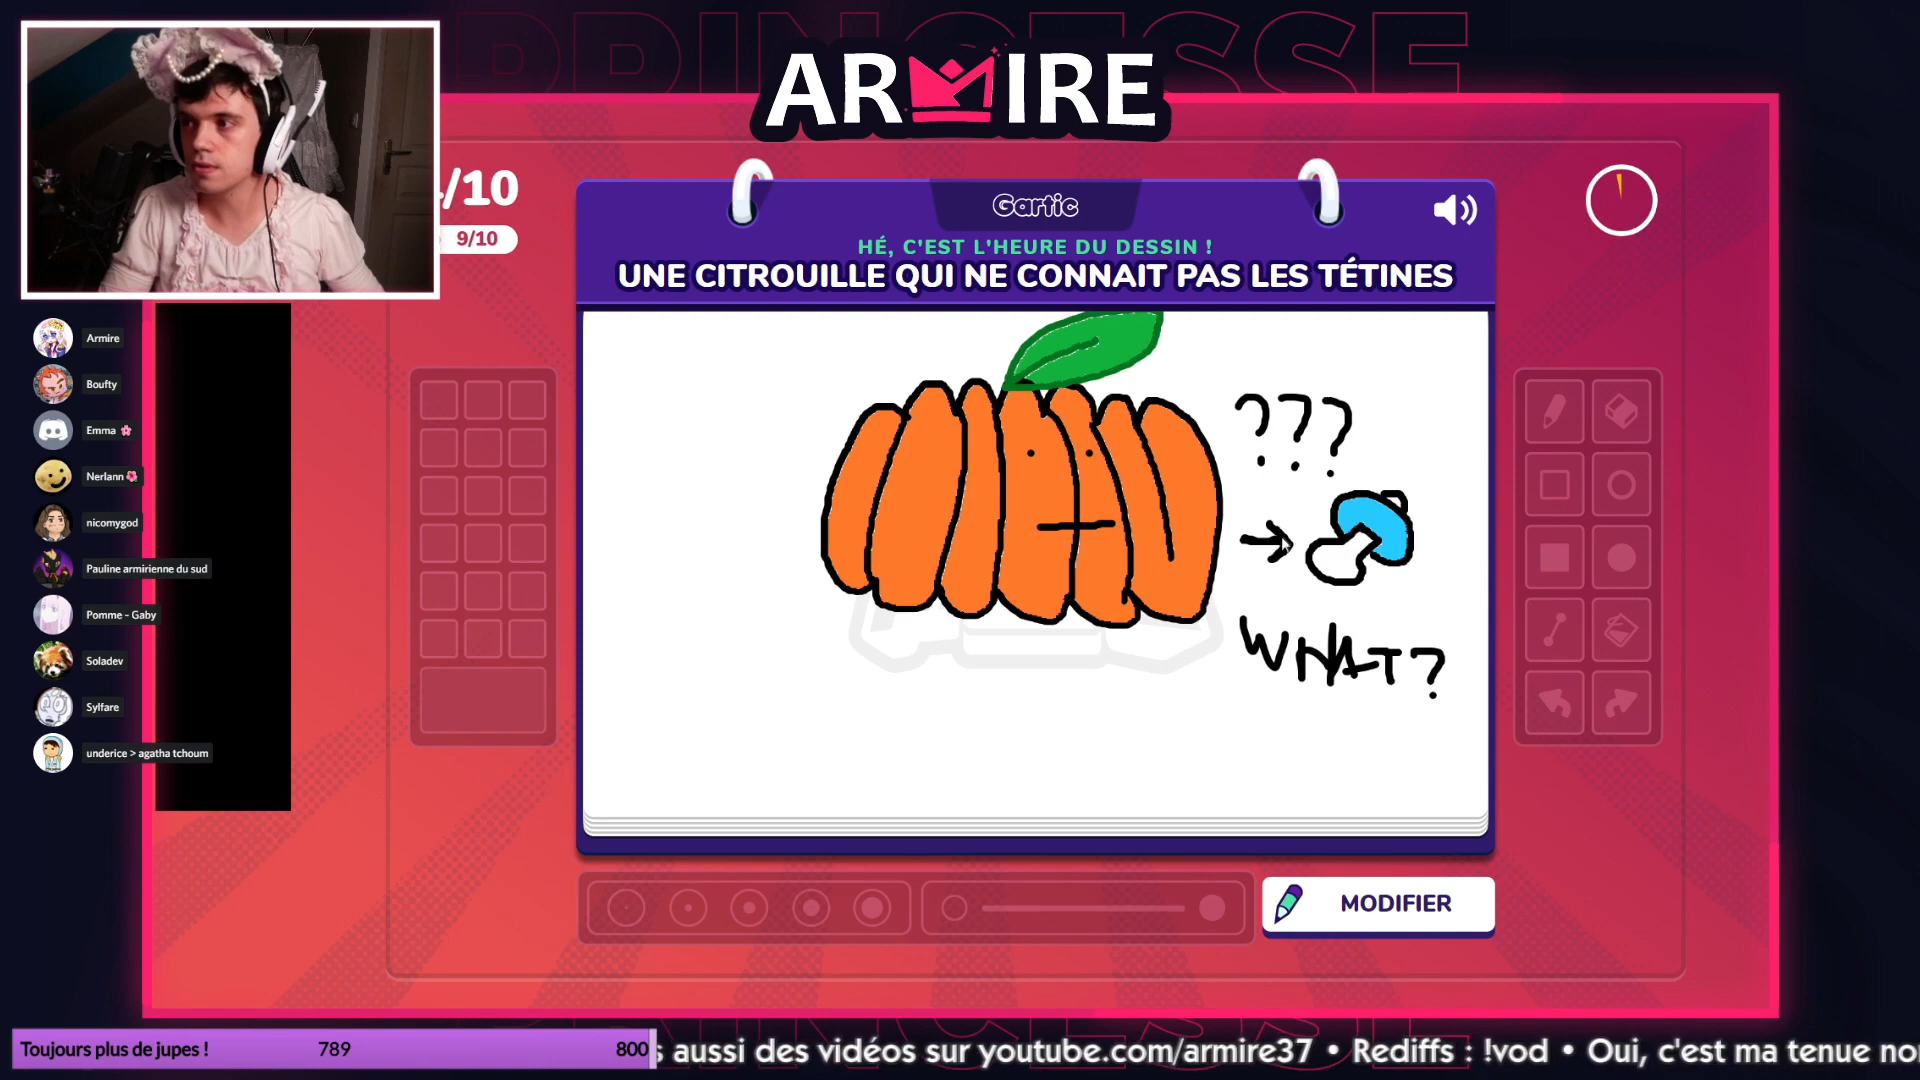 PRINCESSE
ARMIRE
/10
9/10
Gartic
HÉ, C'EST L'HEURE DU DESSIN !
UNE CITROUILLE QUI NE CONNAIT PAS LES TÉTINES
???
WHAT?
Armire
Boufty
Emma 🌸
Nerlann 🌸
nicomygod
Pauline armirienne du sud
Pomme - Gaby
Soladev
Sylfare
underice > agatha tchoum
MODIFIER
PRINCESSE
Toujours plus de jupes ! 789 800
s aussi des vidéos sur youtube.com/armire37 • Rediffs : !vod • Oui, c'est ma tenue no